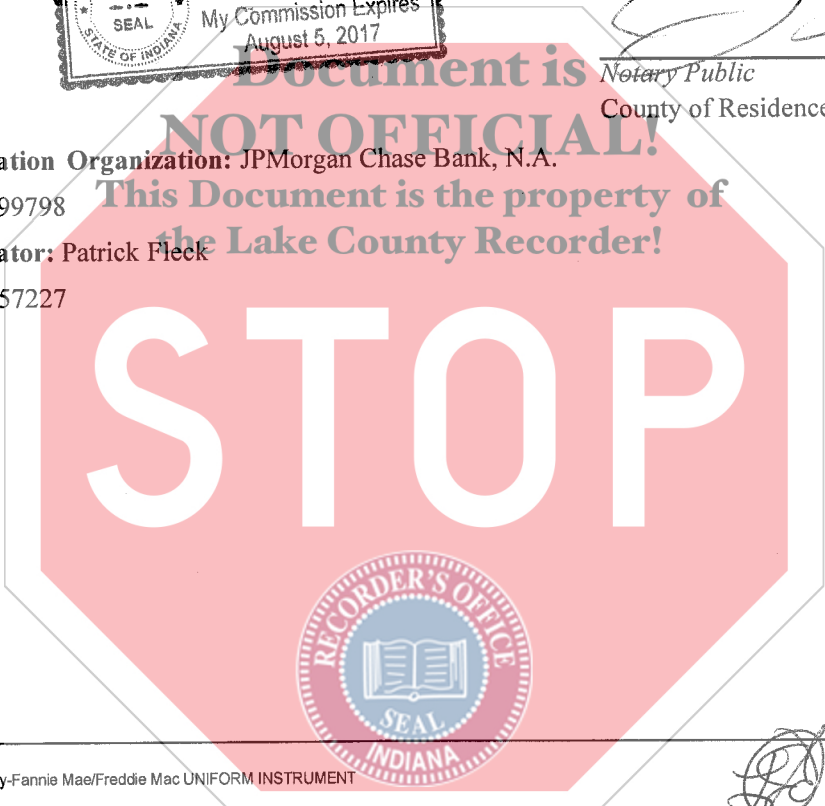 SEAL
STATE OF INDIANA
My Commission Expires
August 5, 2017
Document is
NOT OFFICIAL!
This Document is the property of
the Lake County Recorder!
Notary Public
County of Residence
ation Organization: JPMorgan Chase Bank, N.A.
99798
ator: Patrick Fleck
57227
STOP
RECORDER'S OFFICE
SEAL
INDIANA
y-Fannie Mae/Freddie Mac UNIFORM INSTRUMENT